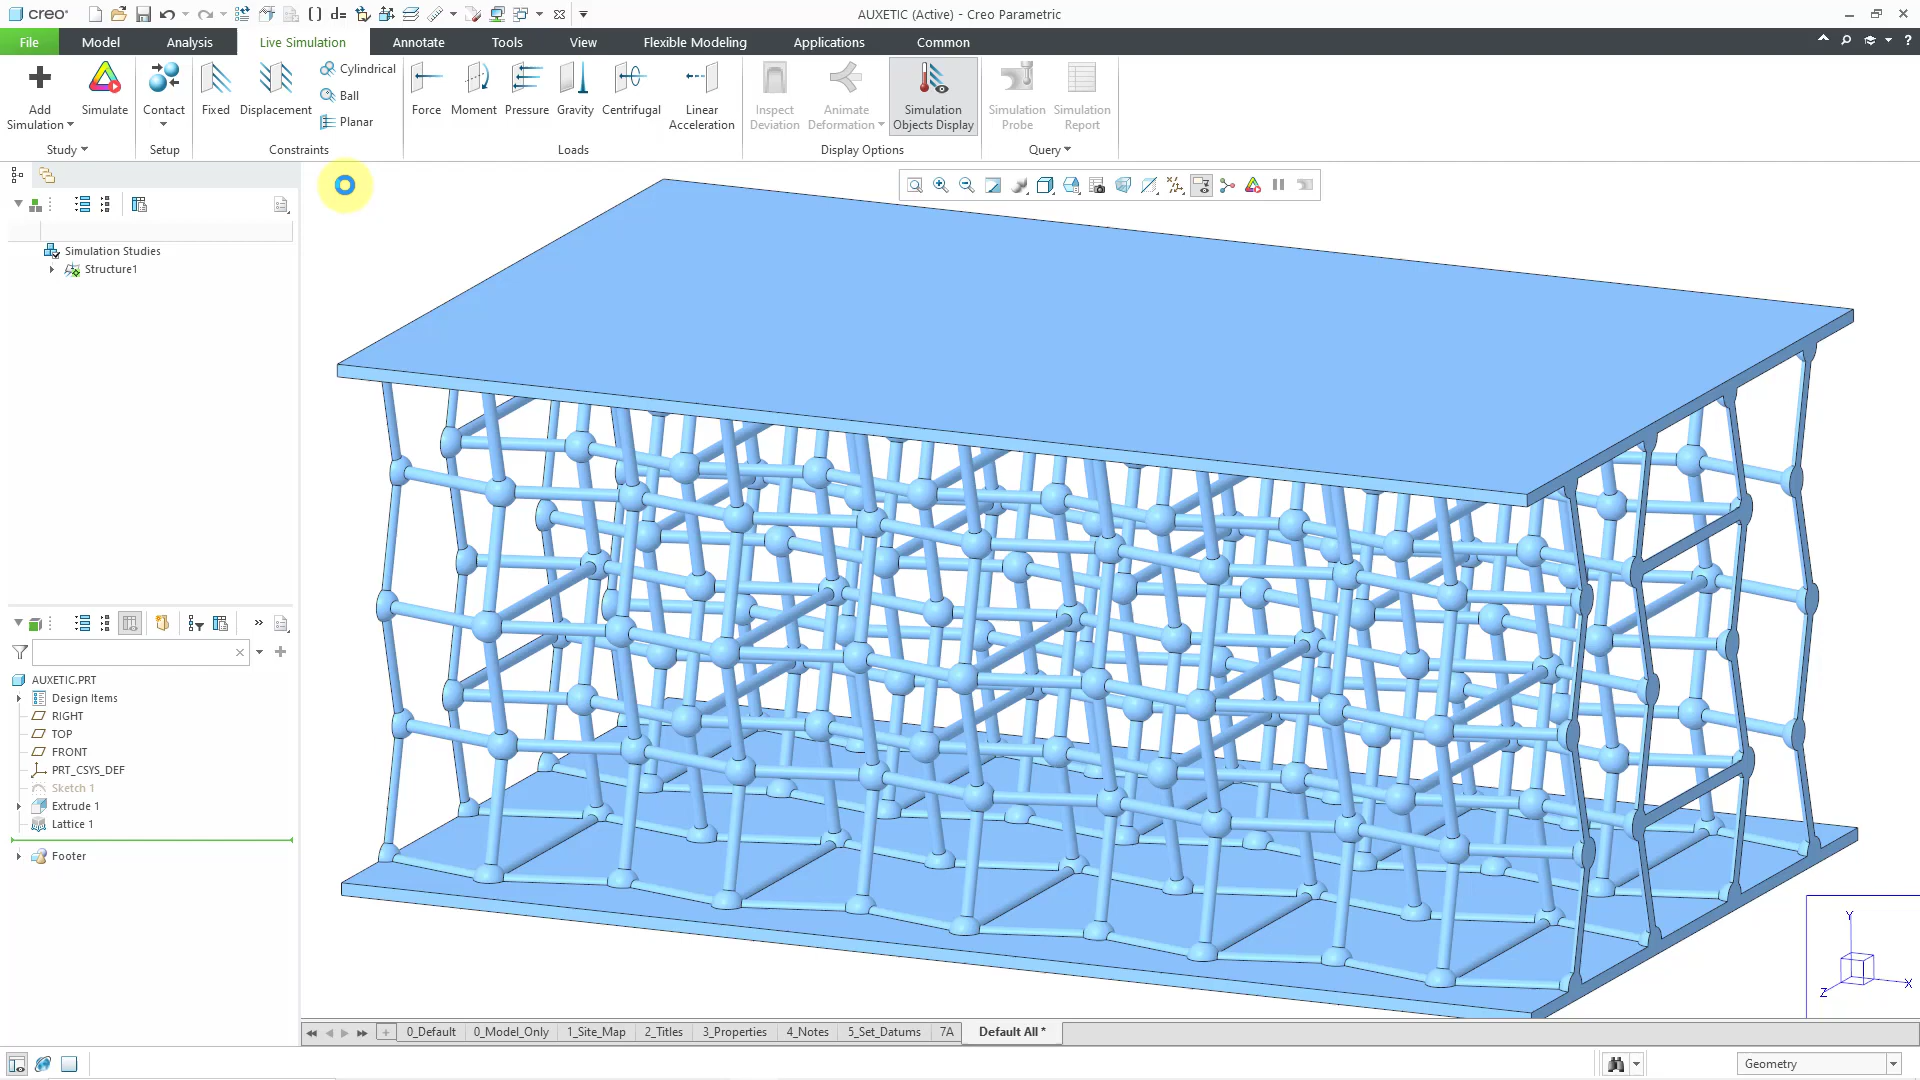 creo
d=
AUXETIC (Active) - Creo Parametric
File Model Analysis Live Simulation Annotate Tools View Flexible Modeling Applications Common
Add Simulation
Simulate
Contact
Fixed
Displacement
Cylindrical
Ball
Planar
Force
Moment
Pressure
Gravity
Centrifugal
Linear Acceleration
Inspect Deviation
Animate Deformation
Simulation Objects Display
Simulation Probe
Simulation Report
Study Setup Constraints Loads Display Options Query
Simulation Studies
Structure1
AUXETIC.PRT
Design Items
RIGHT
TOP
FRONT
PRT_CSYS_DEF
Sketch 1
Extrude 1
Lattice 1
Footer
Y
X
Z
0_Default 0_Model_Only 1_Site_Map 2_Titles 3_Properties 4_Notes 5_Set_Datums 7A Default All *
Geometry